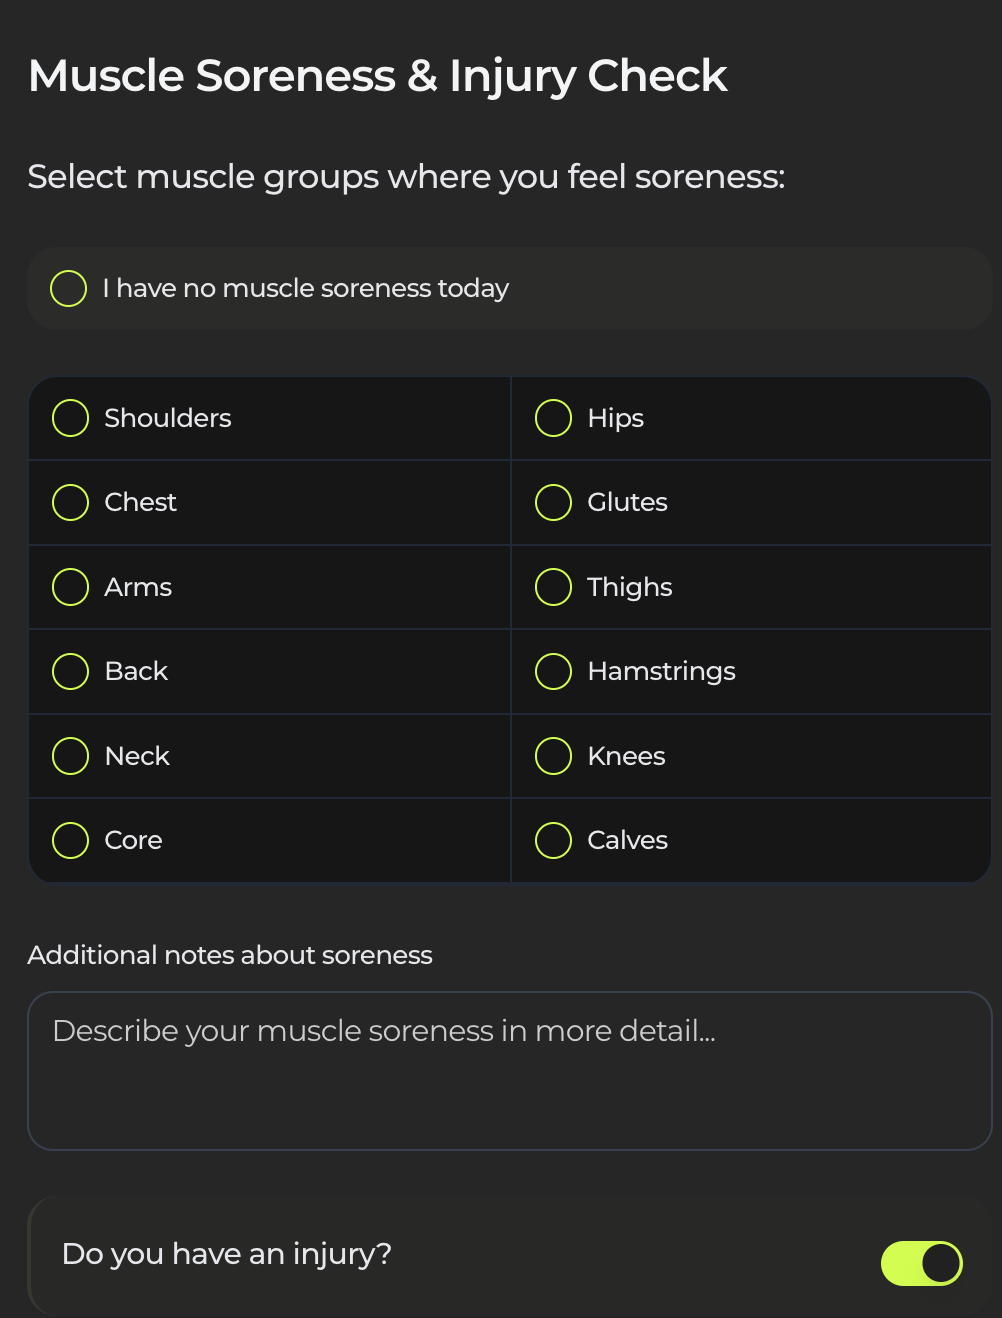 Muscle Soreness & Injury Check
Select muscle groups where you feel soreness:
I have no muscle soreness today
Shoulders
Hips
Chest
Glutes
Arms
Thighs
Back
Hamstrings
Neck
Knees
Core
Calves
Additional notes about soreness
Describe your muscle soreness in more detail...
Do you have an injury?